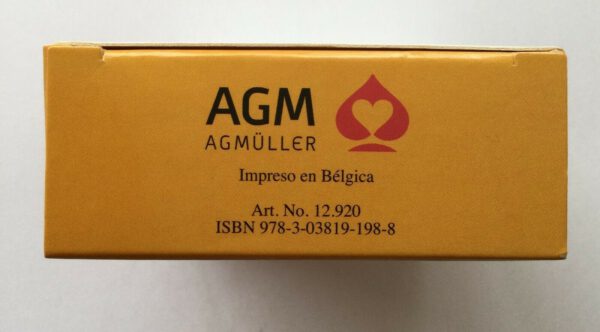 AGM
AGMÜLLER
Impreso en Bélgica
Art. No. 12.920
ISBN 978-3-03819-198-8